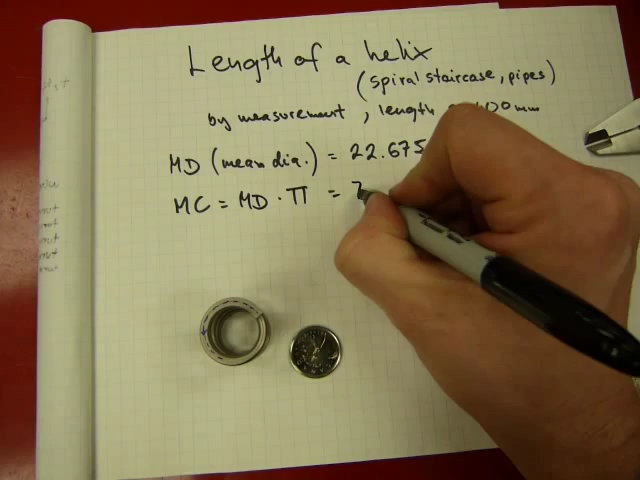 Length of a helix
(spiral staircase, pipes)
by measurement, length
MD (mean dia.) = 22.675
MC = MD · π =